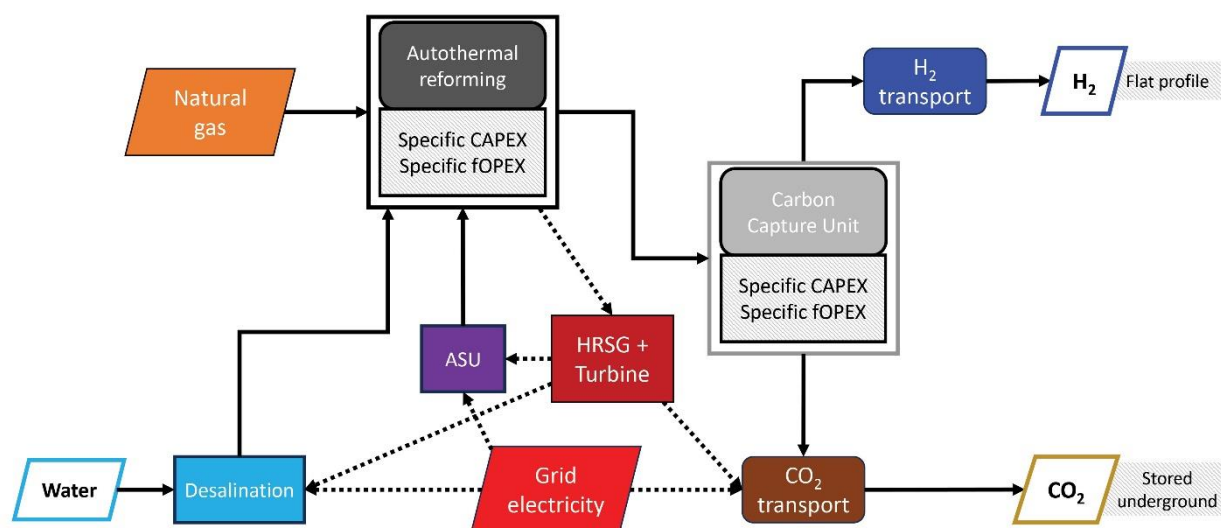 Autothermal
reforming
Specific CAPEX
Specific fOPEX
Natural
gas
H₂
transport
H₂
Flat profile
Carbon
Capture Unit
Specific CAPEX
Specific fOPEX
ASU
HRSG +
Turbine
Water
Desalination
Grid
electricity
CO₂
transport
CO₂
Stored
underground